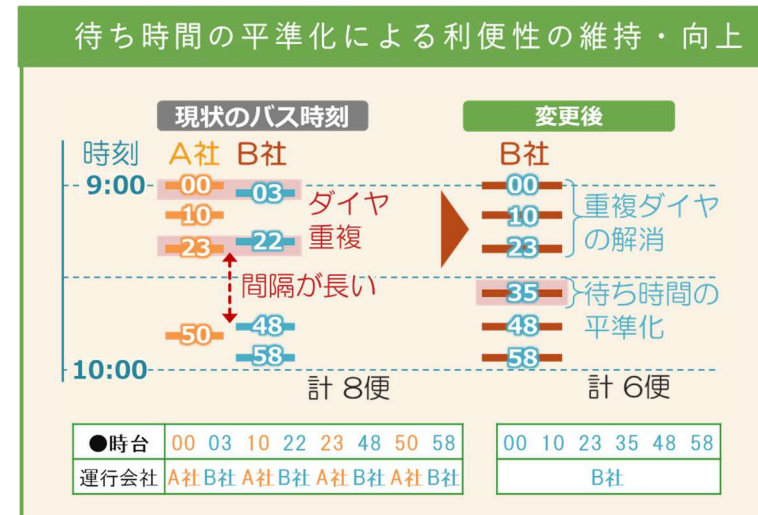 待ち時間の平準化による利便性の維持・向上
現状のバス時刻
時刻 A社 B社
9:00
00 03
10
23 22
50 48
58
10:00
ダイヤ
重複
間隔が長い
計 8便
変更後
B社
00
10
23
35
48
58
重複ダイヤ
の解消
待ち時間の
平準化
計 6便
●時台 00 03 10 22 23 48 50 58
運行会社 A社 B社 A社 B社 A社 B社 A社 B社
00 10 23 35 48 58
B社